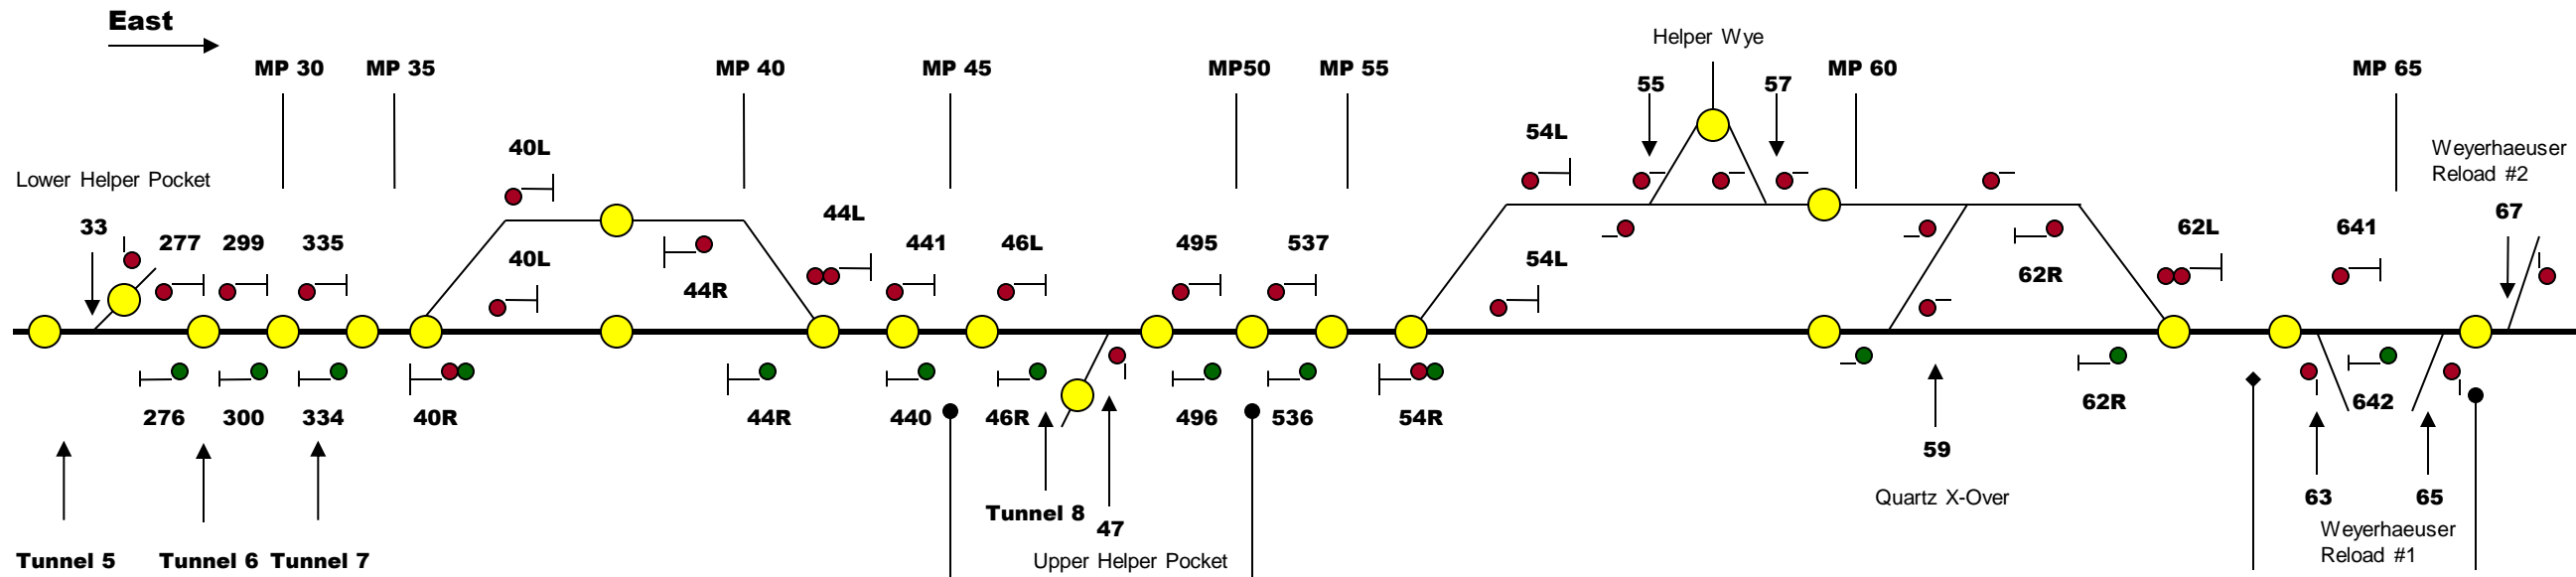 East
Helper Wye
MP 30
MP 35
MP 40
MP 45
MP50
MP 55
55
57
MP 60
MP 65
40L
54L
Weyerhaeuser
Reload #2
Lower Helper Pocket
33
277
299
335
40L
44R
44L
441
46L
495
537
54L
62R
62L
641
67
276
300
334
40R
44R
440
46R
496
536
54R
62R
642
59
Tunnel 8
47
Quartz X-Over
63
65
Weyerhaeuser
Reload #1
Tunnel 5
Tunnel 6
Tunnel 7
Upper Helper Pocket